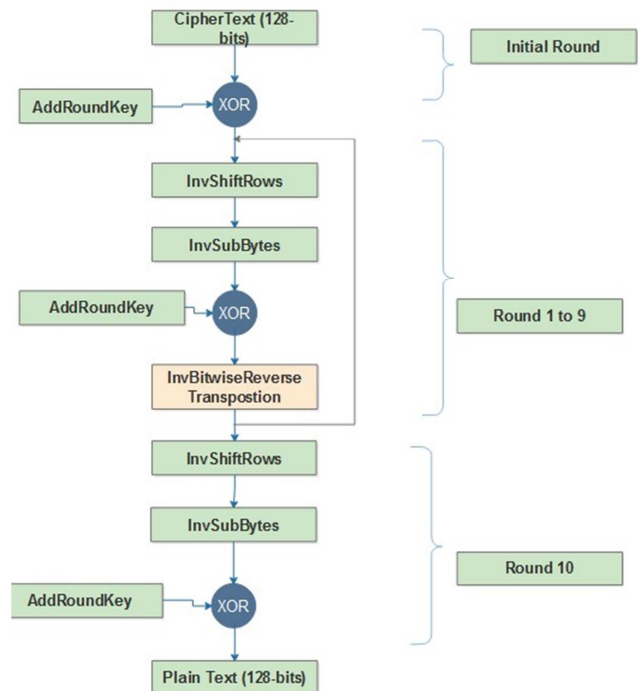 CipherText (128-
bits)
Initial Round
AddRoundKey
XOR
InvShiftRows
InvSubBytes
AddRoundKey
XOR
Round 1 to 9
InvBitwiseReverse
Transpostion
InvShiftRows
InvSubBytes
Round 10
AddRoundKey
XOR
Plain Text (128-bits)